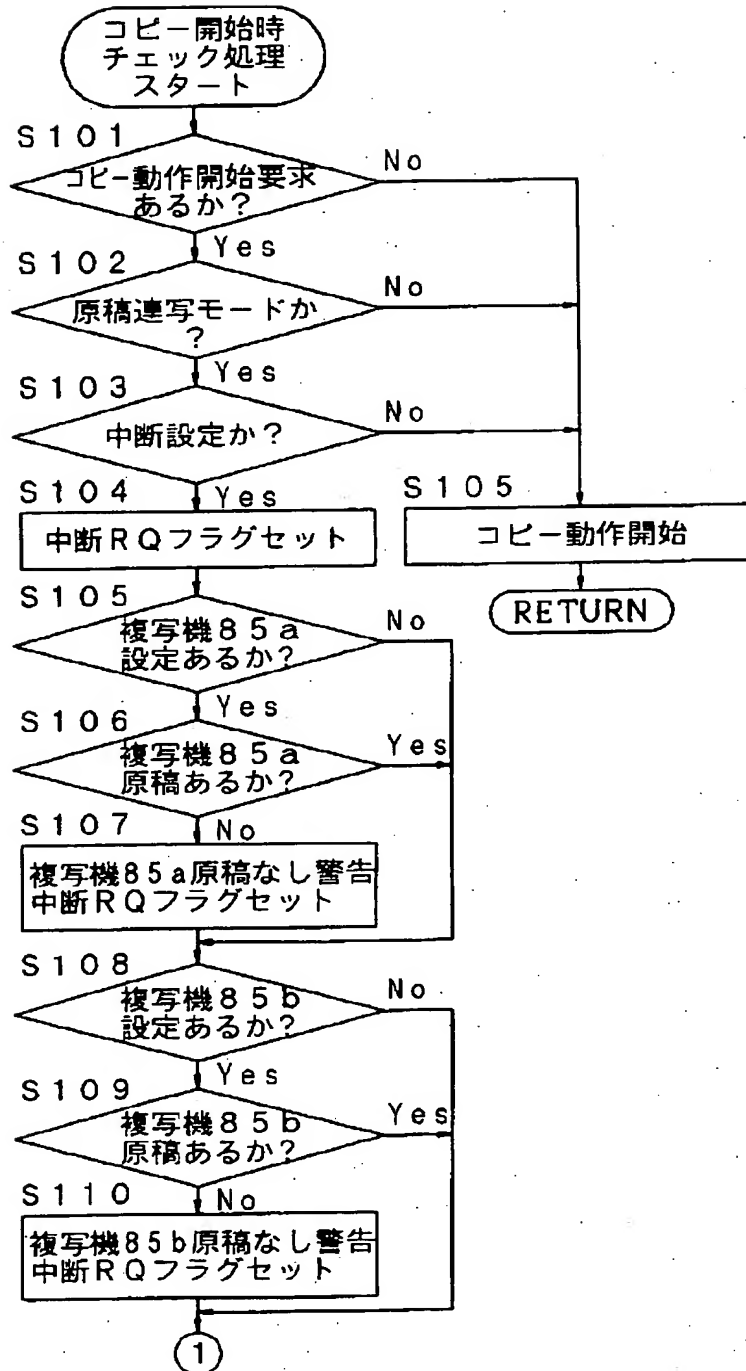 コピー開始時
チェック処理
スタート
S101
コピー動作開始要求
あるか?
No
Yes
S102
原稿連写モードか
?
No
Yes
S103
中断設定か?
No
Yes
S104
中断RQフラグセット
S105
コピー動作開始
RETURN
S105
複写機85a
設定あるか?
No
Yes
S106
複写機85a
原稿あるか?
Yes
No
S107
複写機85a原稿なし警告
中断RQフラグセット
S108
複写機85b
設定あるか?
No
Yes
S109
複写機85b
原稿あるか?
Yes
No
S110
複写機85b原稿なし警告
中断RQフラグセット
1